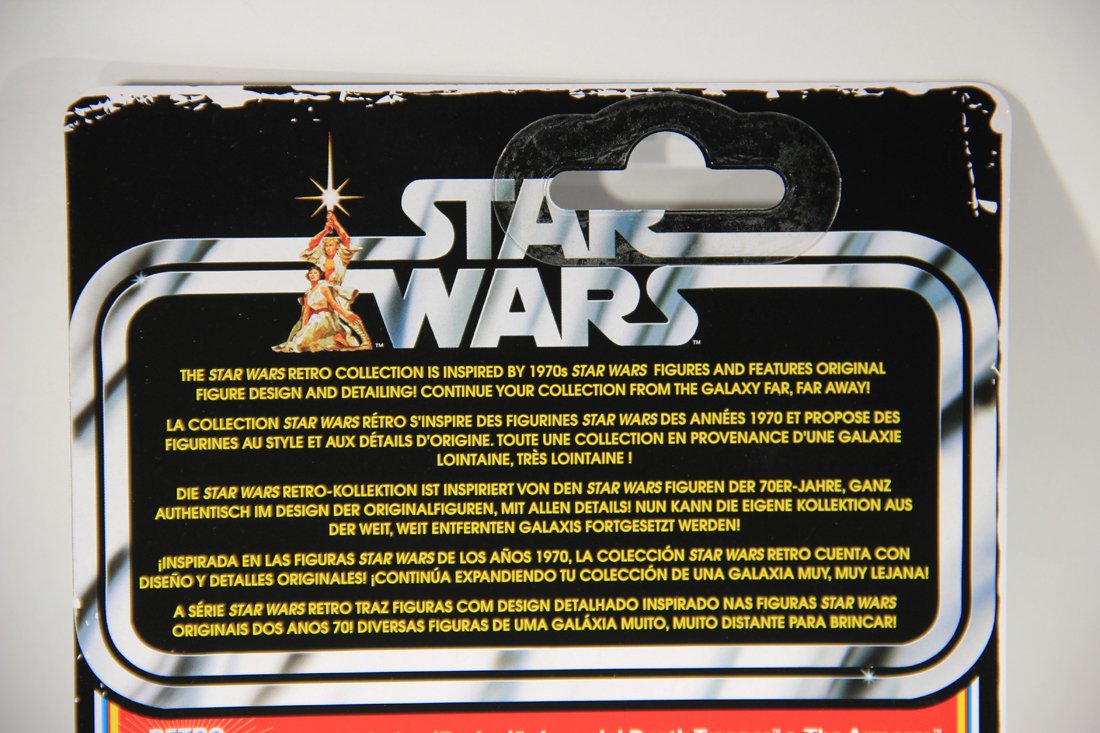 STAR
WARS
™ ™
THE STAR WARS RETRO COLLECTION IS INSPIRED BY 1970s STAR WARS FIGURES AND FEATURES ORIGINAL
FIGURE DESIGN AND DETAILING! CONTINUE YOUR COLLECTION FROM THE GALAXY FAR, FAR AWAY!
LA COLLECTION STAR WARS RÉTRO S'INSPIRE DES FIGURINES STAR WARS DES ANNÉES 1970 ET PROPOSE DES
FIGURINES AU STYLE ET AUX DÉTAILS D'ORIGINE. TOUTE UNE COLLECTION EN PROVENANCE D'UNE GALAXIE
LOINTAINE, TRÈS LOINTAINE !
DIE STAR WARS RETRO-KOLLEKTION IST INSPIRIERT VON DEN STAR WARS FIGUREN DER 70ER-JAHRE, GANZ
AUTHENTISCH IM DESIGN DER ORIGINALFIGUREN, MIT ALLEN DETAILS! NUN KANN DIE EIGENE KOLLEKTION AUS
DER WEIT, WEIT ENTFERNTEN GALAXIS FORTGESETZT WERDEN!
¡INSPIRADA EN LAS FIGURAS STAR WARS DE LOS AÑOS 1970, LA COLECCIÓN STAR WARS RETRO CUENTA CON
DISEÑO Y DETALLES ORIGINALES! ¡CONTINÚA EXPANDIENDO TU COLECCIÓN DE UNA GALAXIA MUY, MUY LEJANA!
A SÉRIE STAR WARS RETRO TRAZ FIGURAS COM DESIGN DETALHADO INSPIRADO NAS FIGURAS STAR WARS
ORIGINAIS DOS ANOS 70! DIVERSAS FIGURAS DE UMA GALÁXIA MUITO, MUITO DISTANTE PARA BRINCAR!
RETRO